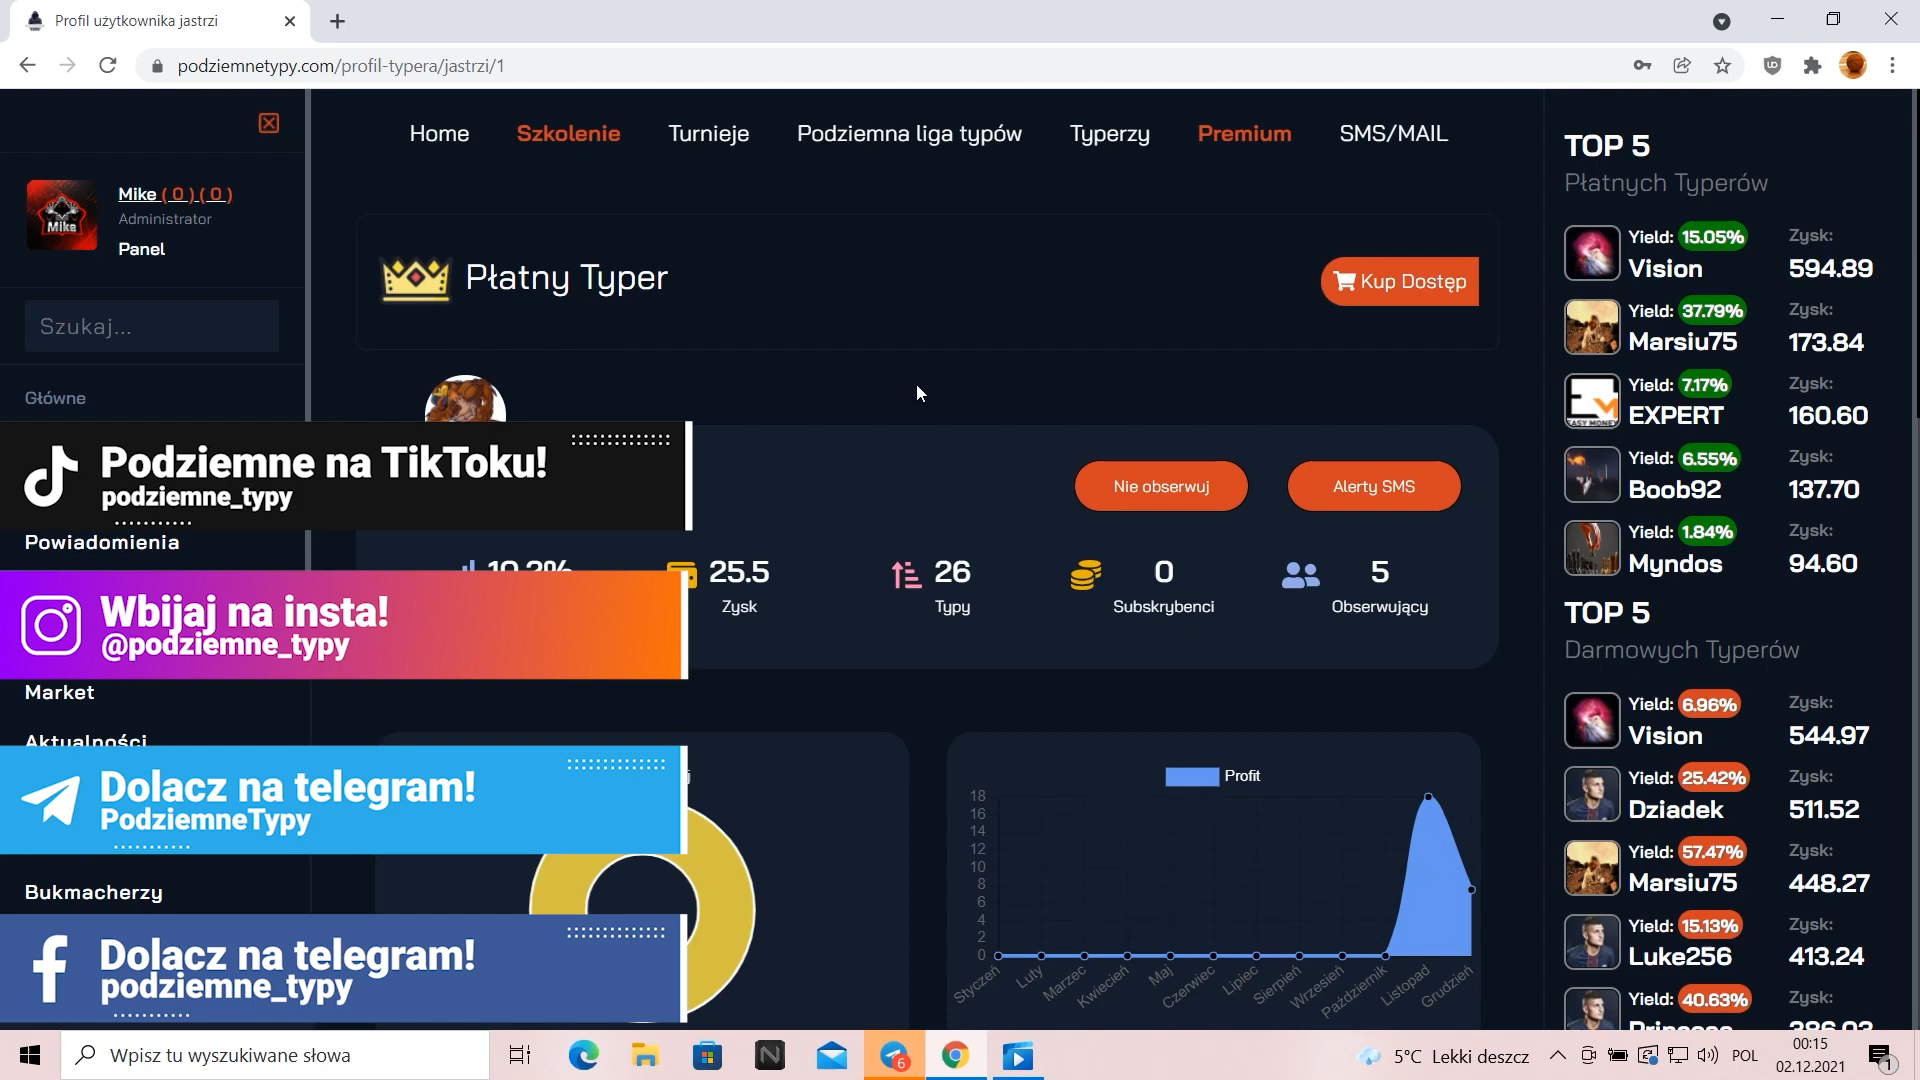 Profil użytkownika jastrzi
podziemnetypy.com/profil-typera/jastrzi/1
Home
Szkolenie
Turnieje
Podziemna liga typów
Typerzy
Premium
SMS/MAIL
Mike ( 0 ) ( 0 )
Administrator
Panel
Szukaj...
Główne
Płatny Typer
Kup Dostęp
Podziemne na TikToku!
podziemne_typy
Powiadomienia
Wbijaj na insta!
@podziemne_typy
Market
Aktualności
Dolacz na telegram!
PodziemneTypy
Bukmacherzy
Dolacz na telegram!
podziemne_typy
Nie obserwuj
Alerty SMS
25.5
Zysk
26
Typy
0
Subskrybenci
5
Obserwujący
Profit
18
16
14
12
10
8
6
4
2
0
Styczeń
Luty
Marzec
Kwiecień
Maj
Czerwiec
Lipiec
Sierpień
Wrzesień
Październik
Listopad
Grudzień
TOP 5
Płatnych Typerów
Yield: 15.05% Zysk:
Vision 594.89
Yield: 37.79% Zysk:
Marsiu75 173.84
Yield: 7.17% Zysk:
EXPERT 160.60
Yield: 6.55% Zysk:
Boob92 137.70
Yield: 1.84% Zysk:
Myndos 94.60
TOP 5
Darmowych Typerów
Yield: 6.96% Zysk:
Vision 544.97
Yield: 25.42% Zysk:
Dziadek 511.52
Yield: 57.47% Zysk:
Marsiu75 448.27
Yield: 15.13% Zysk:
Luke256 413.24
Yield: 40.63% Zysk:
Wpisz tu wyszukiwane słowa
6
5°C Lekki deszcz
POL
00:15
02.12.2021
1